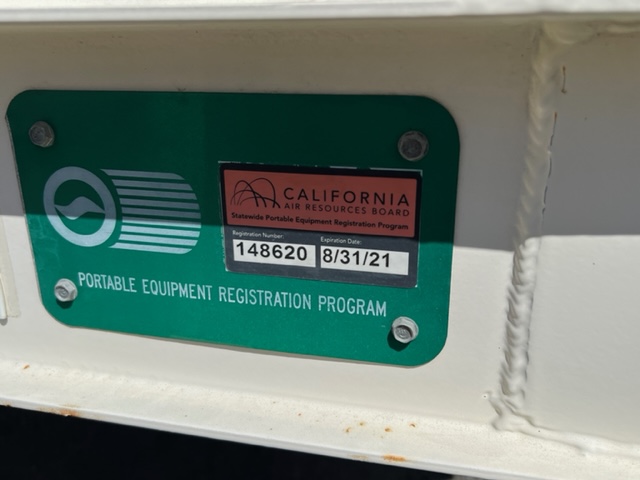 CALIFORNIA
AIR RESOURCES BOARD
Statewide Portable Equipment Registration Program
Registration Number: Expiration Date:
148620 8/31/21
PORTABLE EQUIPMENT REGISTRATION PROGRAM